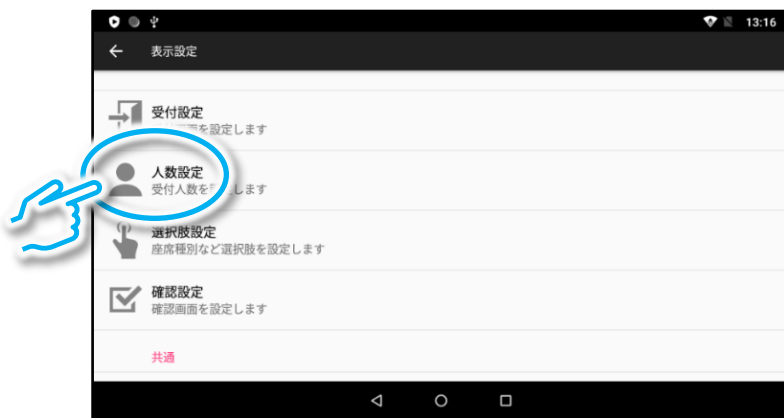 13:16
表示設定
受付設定
面を設定します
人数設定
受付人数を 定します
選択肢設定
座席種別など選択肢を設定します
確認設定
確認画面を設定します
共通